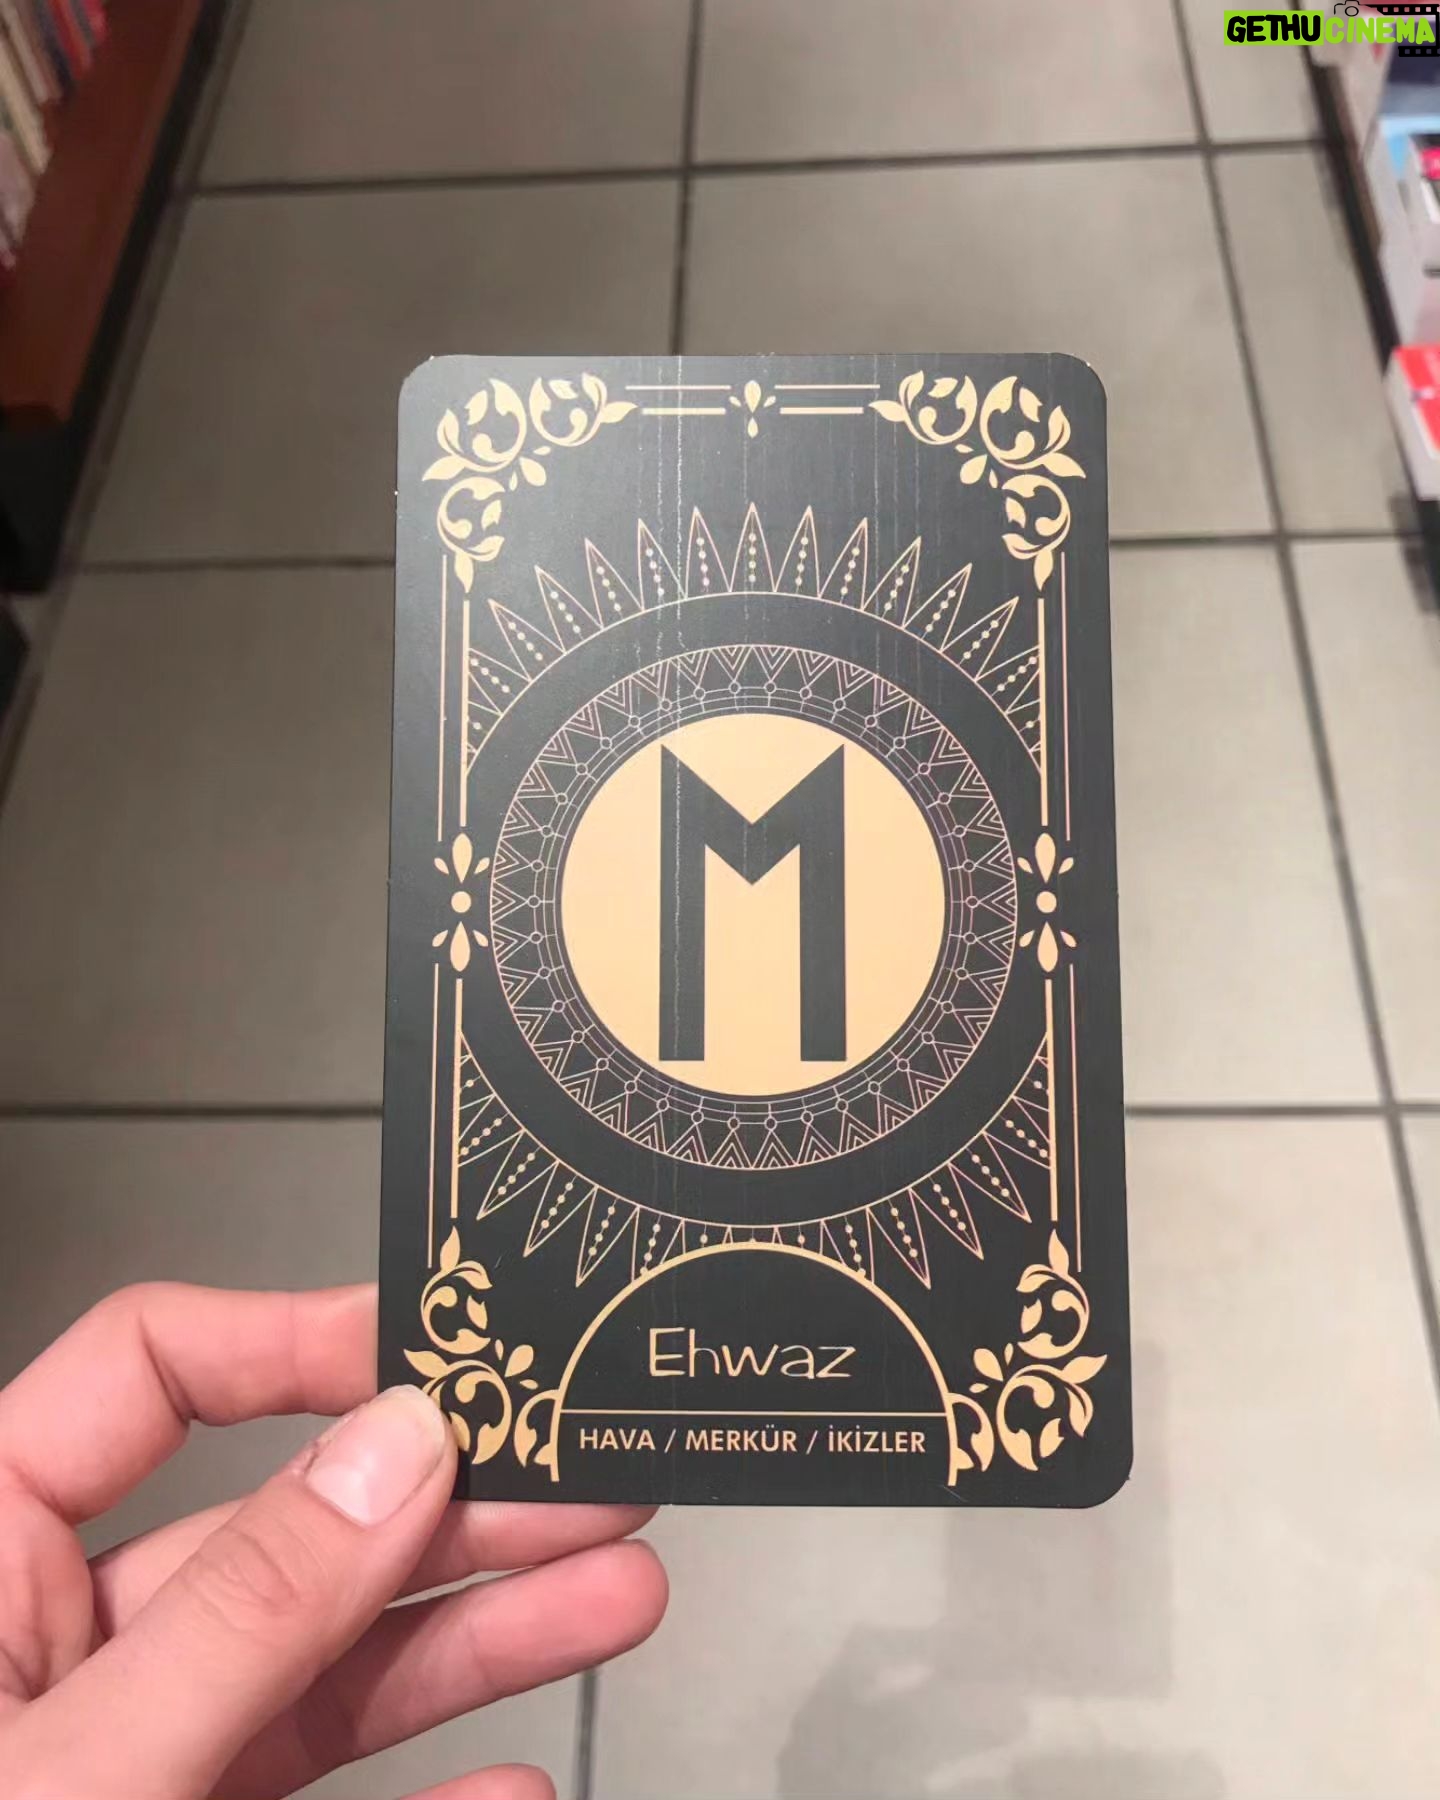 GETHU CINEMA
Ehwaz
HAVA / MERKÜR / İKİZLER